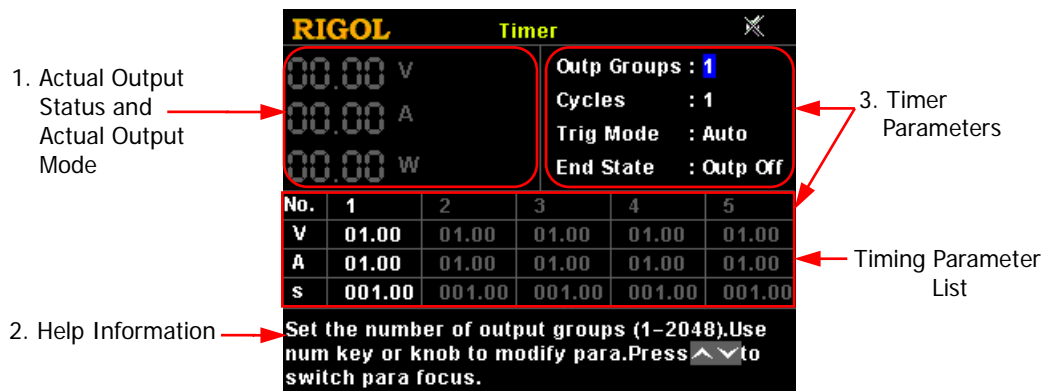 RIGOL Timer
1. Actual Output
Status and
Actual Output
Mode
00.00 V
00.00 A
00.00 W
Outp Groups : 1
Cycles : 1
Trig Mode : Auto
End State : Outp Off
3. Timer
Parameters
No. 1 2 3 4 5
V 01.00 01.00 01.00 01.00 01.00
A 01.00 01.00 01.00 01.00 01.00
s 001.00 001.00 001.00 001.00 001.00
Timing Parameter
List
2. Help Information
Set the number of output groups (1-2048).Use
num key or knob to modify para.Press to
switch para focus.